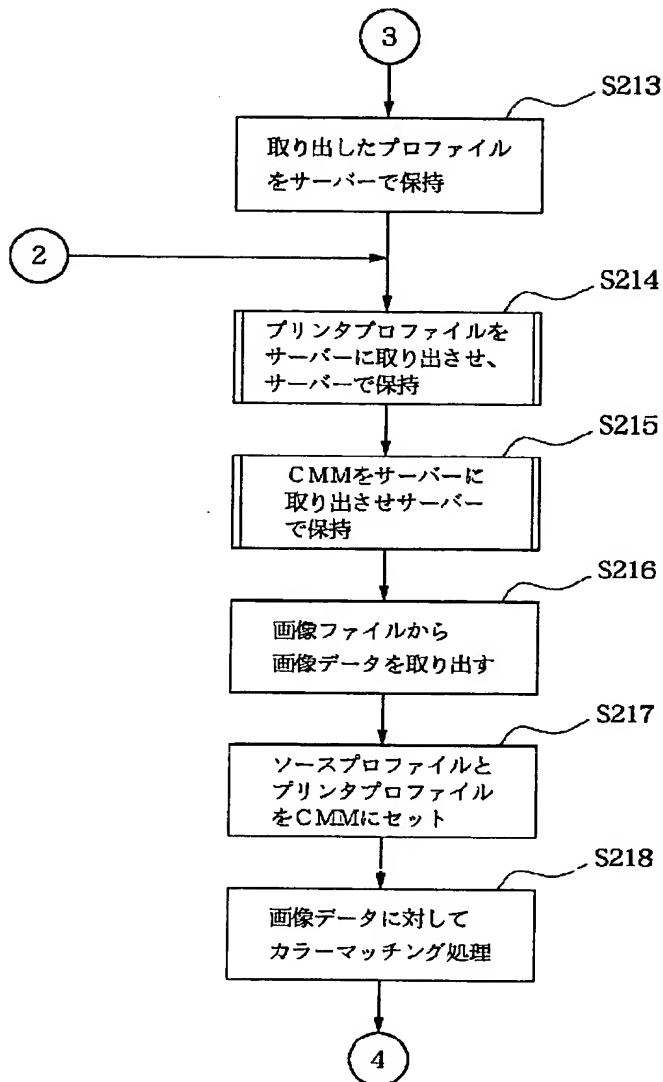 3
S213
取り出したプロファイル
をサーバーで保持
2
S214
プリンタプロファイルを
サーバーに取り出させ、
サーバーで保持
S215
CMMをサーバーに
取り出させサーバー
で保持
S216
画像ファイルから
画像データを取り出す
S217
ソースプロファイルと
プリンタプロファイル
をCMMにセット
S218
画像データに対して
カラーマッチング処理
4